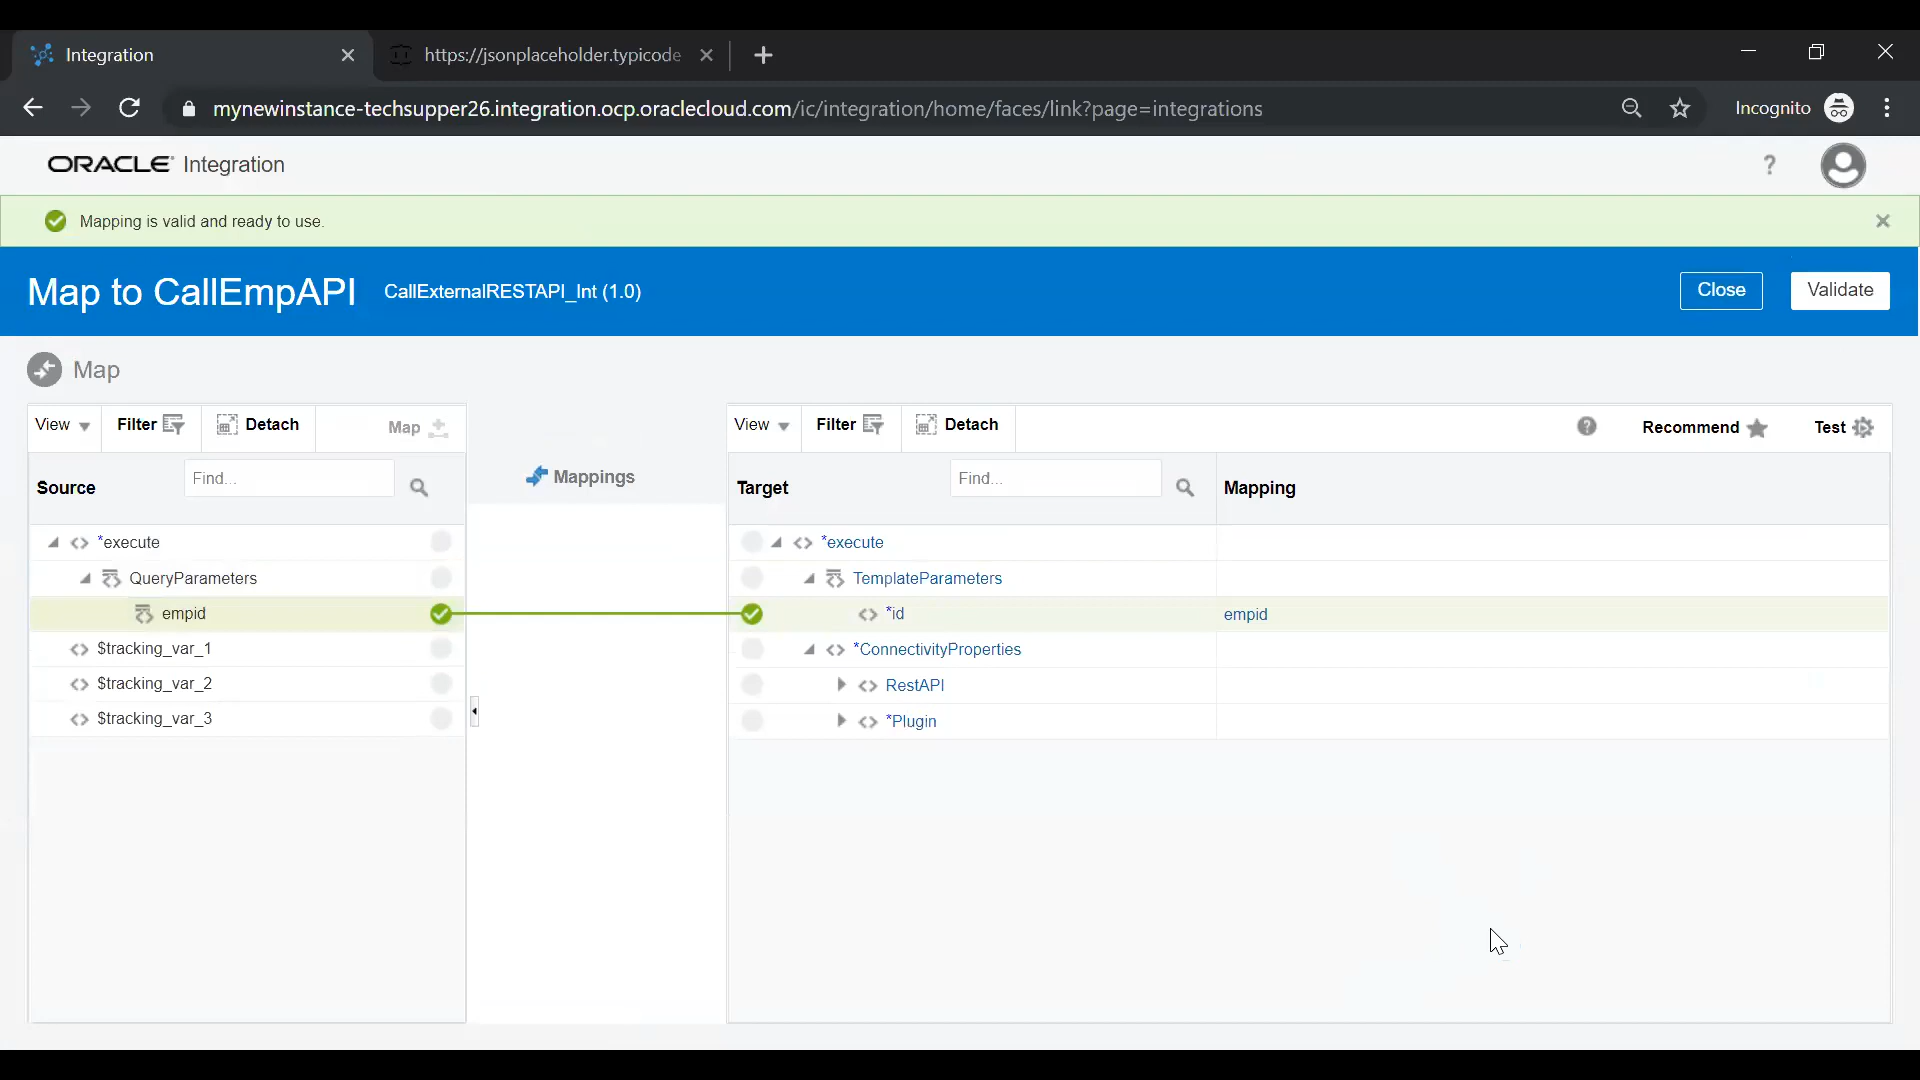 Integration
https://jsonplaceholder.typicode
mynewinstance-techsupper26.integration.ocp.oraclecloud.com/ic/integration/home/faces/link?page=integrations
Incognito
ORACLE Integration
?
Mapping is valid and ready to use.
Map to CallEmpAPI CallExternalRESTAPI_Int (1.0)
Close
Validate
Map
View Filter Detach Map
View Filter Detach ? Recommend Test
Source Find...
Mappings
Target Find... Mapping
<> *execute
<> *execute
QueryParameters
TemplateParameters
empid
<> *id empid
<> $tracking_var_1
<> *ConnectivityProperties
<> $tracking_var_2
<> RestAPI
<> $tracking_var_3
<> *Plugin